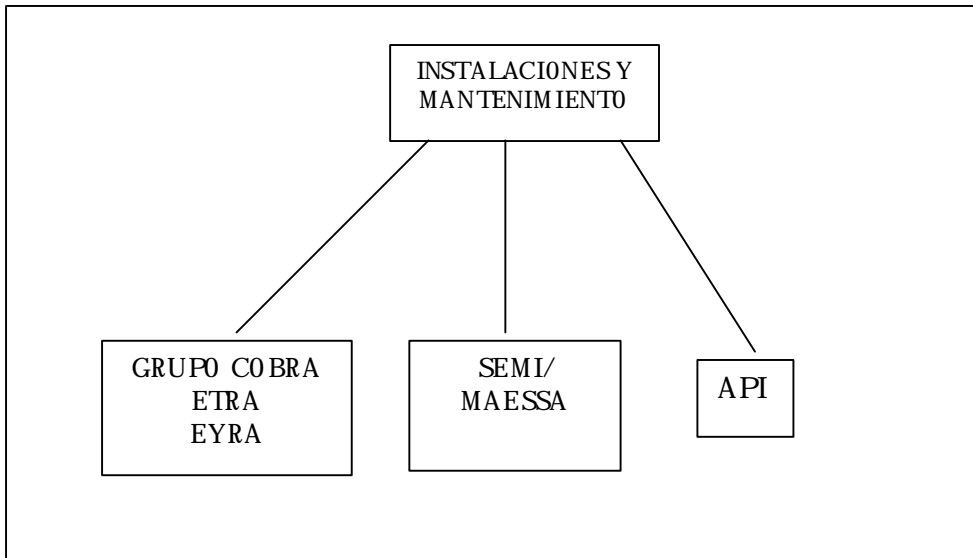 INSTALACIONES Y
MANTENIMIENTO
GRUPO COBRA
ETRA
EYRA
SEMI/
MAESSA
API